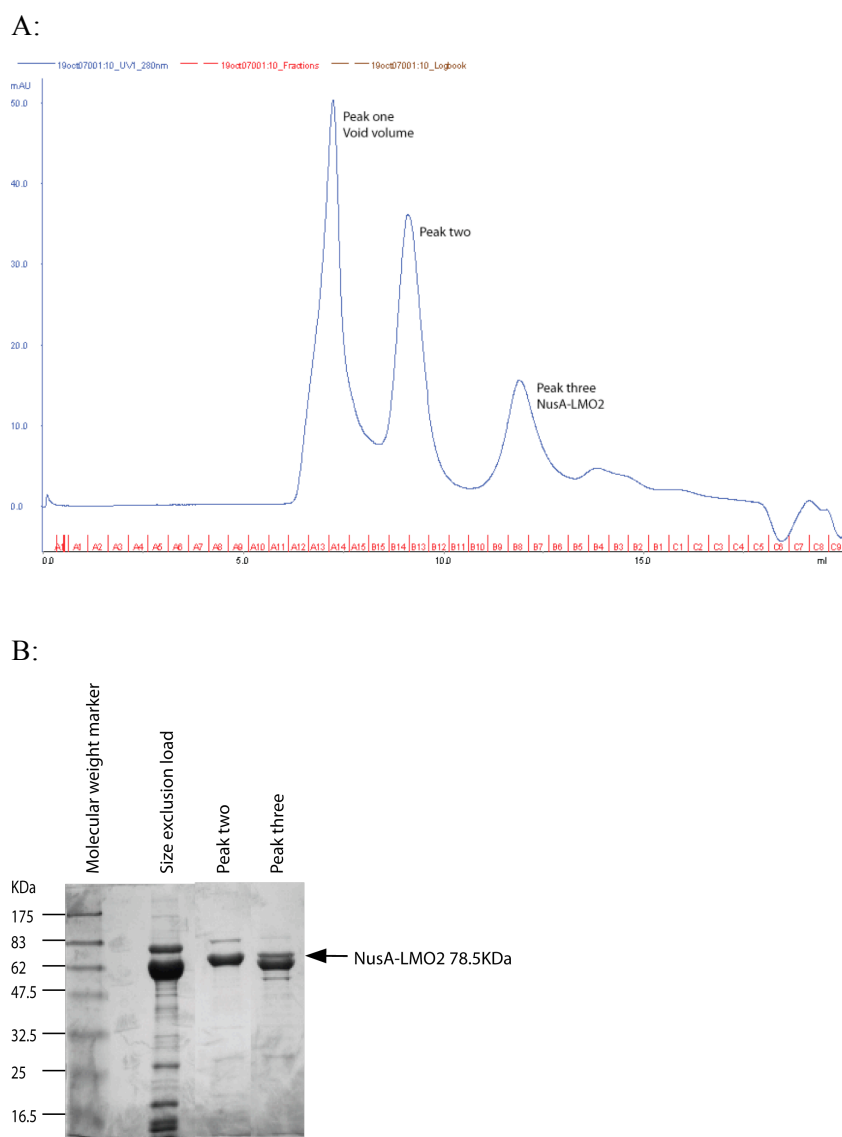 A:
19oct07001:10_UV1_280nm 19oct07001:10_Fractions 19oct07001:10_Logbook
mAU
50.0
Peak one
Void volume
40.0
Peak two
30.0
20.0
Peak three
NusA-LMO2
10.0
0.0
A1 A2 A3 A4 A5 A6 A7 A8 A9 A10 A11 A12 A13 A14 A15 B15 B14 B13 B12 B11 B10 B9 B8 B7 B6 B5 B4 B3 B2 B1 C1 C2 C3 C4 C5 C6 C7 C8 C9
0.0 5.0 10.0 15.0 ml
B:
Molecular weight marker
Size exclusion load
Peak two
Peak three
KDa
175
83
NusA-LMO2 78.5KDa
62
47.5
32.5
25
16.5